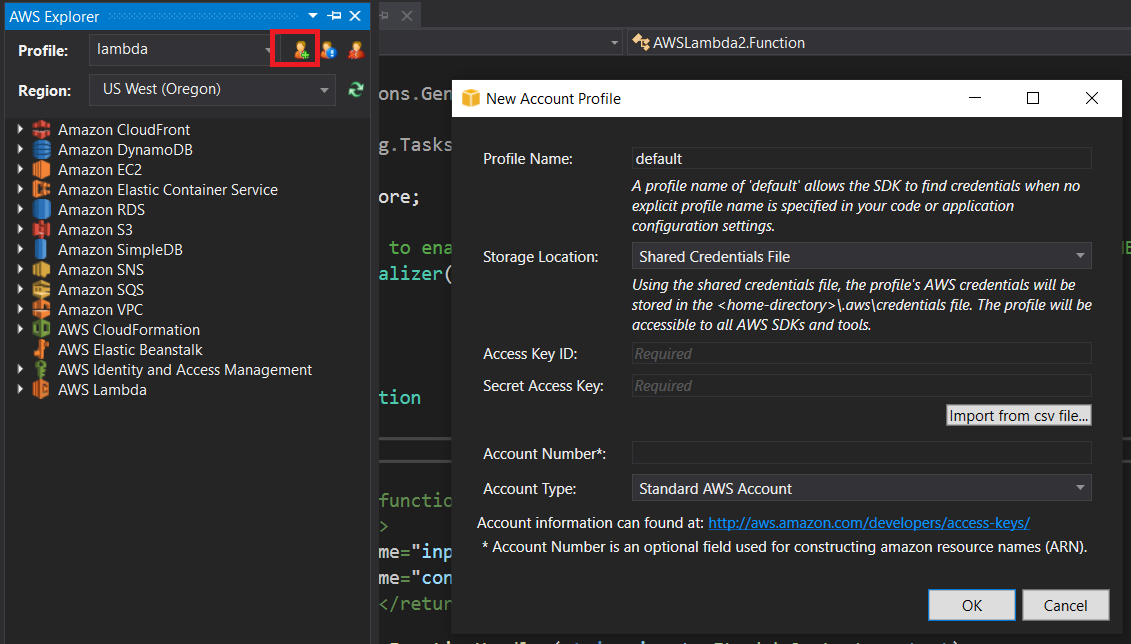 AWS Explorer
Profile:
lambda
Region:
US West (Oregon)
Amazon CloudFront
Amazon DynamoDB
Amazon EC2
Amazon Elastic Container Service
Amazon RDS
Amazon S3
Amazon SimpleDB
Amazon SNS
Amazon SQS
Amazon VPC
AWS CloudFormation
AWS Elastic Beanstalk
AWS Identity and Access Management
AWS Lambda
AWSLambda2.Function
ons.Gen
g.Tasks
ore;
to ena
alizer(
tion
functio
>
me="inp
me="con
</retur
New Account Profile
Profile Name:
default
A profile name of 'default' allows the SDK to find credentials when no
explicit profile name is specified in your code or application
configuration settings.
Storage Location:
Shared Credentials File
Using the shared credentials file, the profile's AWS credentials will be
stored in the <home-directory>\.aws\credentials file. The profile will be
accessible to all AWS SDKs and tools.
Access Key ID:
Required
Secret Access Key:
Required
Import from csv file...
Account Number*:
Account Type:
Standard AWS Account
Account information can found at: http://aws.amazon.com/developers/access-keys/
* Account Number is an optional field used for constructing amazon resource names (ARN).
OK
Cancel